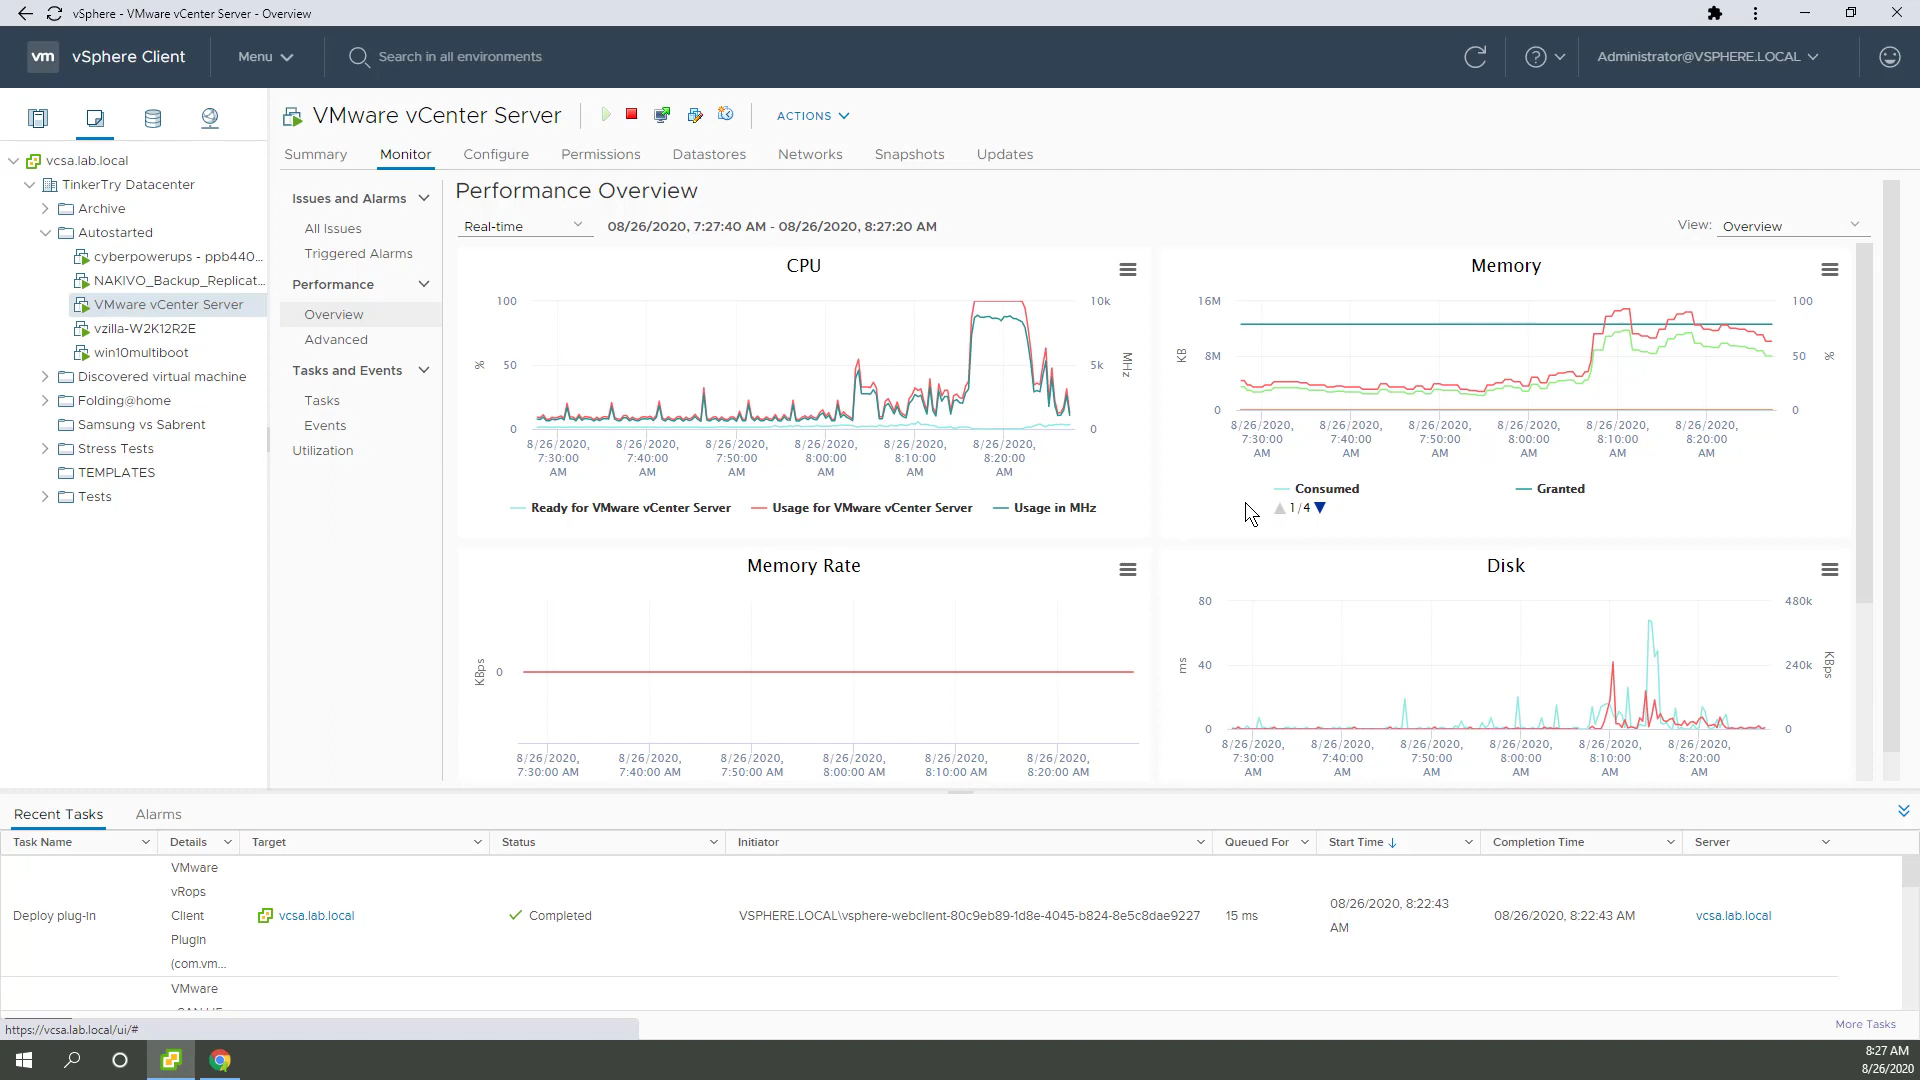 vSphere - VMware vCenter Server - Overview
vm vSphere Client Menu Search in all environments Administrator@VSPHERE.LOCAL
vcsa.lab.local
TinkerTry Datacenter
Archive
Autostarted
cyberpowerups - ppb440...
NAKIVO_Backup_Replicat...
VMware vCenter Server
vzilla-W2K12R2E
win10multiboot
Discovered virtual machine
Folding@home
Samsung vs Sabrent
Stress Tests
TEMPLATES
Tests
VMware vCenter Server ACTIONS
Summary Monitor Configure Permissions Datastores Networks Snapshots Updates
Issues and Alarms
All Issues
Triggered Alarms
Performance
Overview
Advanced
Tasks and Events
Tasks
Events
Utilization
Performance Overview
Real-time 08/26/2020, 7:27:40 AM - 08/26/2020, 8:27:20 AM View: Overview
CPU
100 10k
% 50 5k MHz
0 0
8/26/2020, 8/26/2020, 8/26/2020, 8/26/2020, 8/26/2020, 8/26/2020,
7:30:00 7:40:00 7:50:00 8:00:00 8:10:00 8:20:00
AM AM AM AM AM AM
Ready for VMware vCenter Server Usage for VMware vCenter Server Usage in MHz
Memory
16M 100
KB 8M 50 %
0 0
8/26/2020, 8/26/2020, 8/26/2020, 8/26/2020, 8/26/2020, 8/26/2020,
7:30:00 7:40:00 7:50:00 8:00:00 8:10:00 8:20:00
AM AM AM AM AM AM
Consumed Granted
1/4
Memory Rate
KBps 0
8/26/2020, 8/26/2020, 8/26/2020, 8/26/2020, 8/26/2020, 8/26/2020,
7:30:00 AM 7:40:00 AM 7:50:00 AM 8:00:00 AM 8:10:00 AM 8:20:00 AM
Disk
80 480k
ms 40 240k KBps
0 0
8/26/2020, 8/26/2020, 8/26/2020, 8/26/2020, 8/26/2020, 8/26/2020,
7:30:00 7:40:00 7:50:00 8:00:00 8:10:00 8:20:00
AM AM AM AM AM AM
Recent Tasks Alarms
Task Name Details Target Status Initiator Queued For Start Time Completion Time Server
VMware
vRops
Client
Plugin
(com.vm...
Deploy plug-in vcsa.lab.local Completed VSPHERE.LOCAL\vsphere-webclient-80c9eb89-1d8e-4045-b824-8e5c8dae9227 15 ms 08/26/2020, 8:22:43 AM 08/26/2020, 8:22:43 AM vcsa.lab.local
VMware
https://vcsa.lab.local/ui/# More Tasks
8:27 AM
8/26/2020